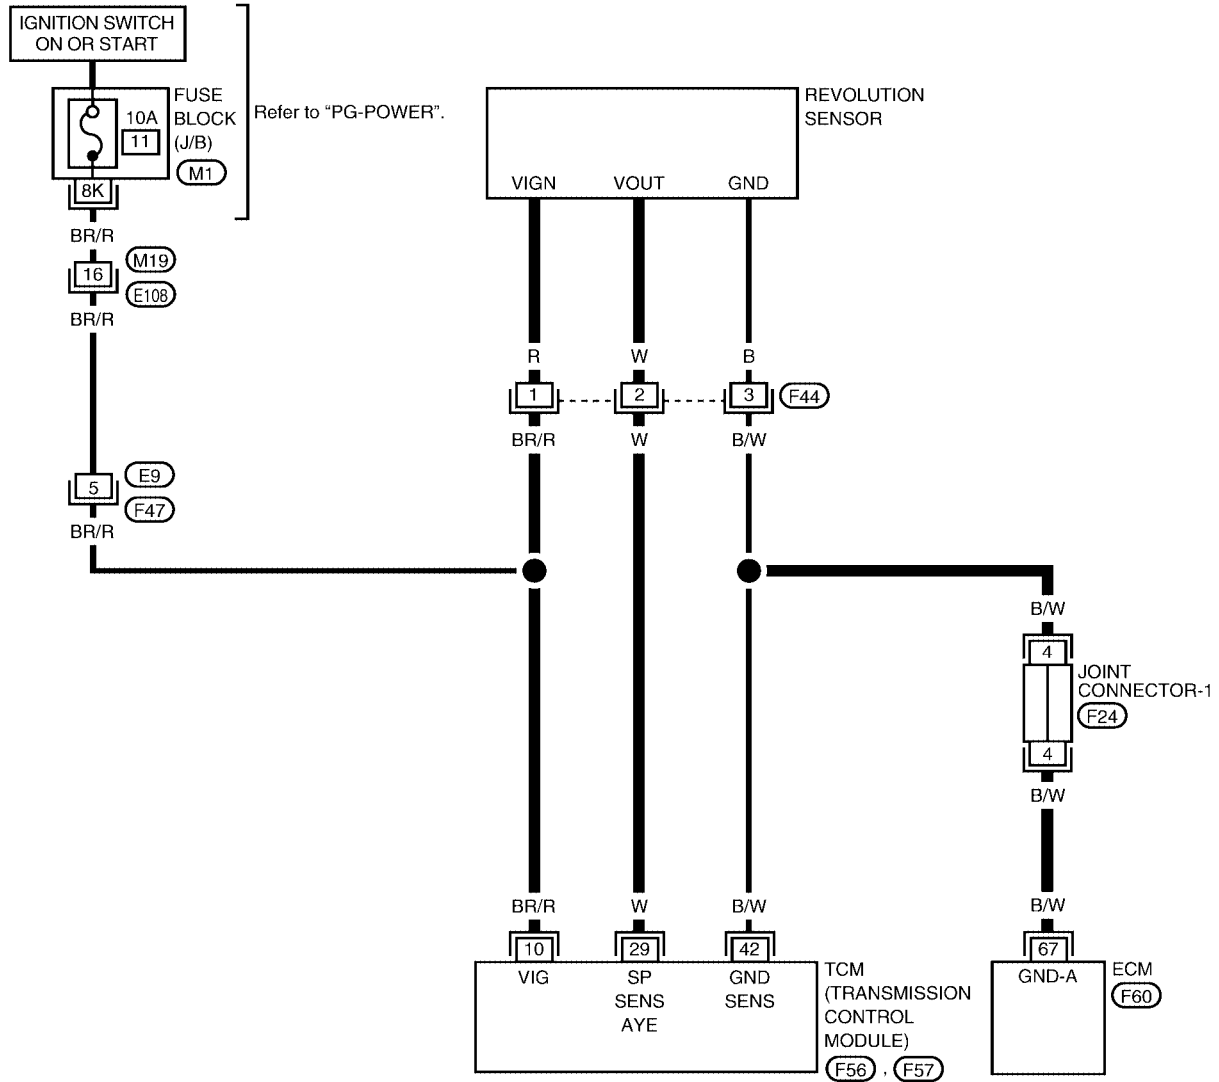 IGNITION SWITCH
ON OR START
FUSE
BLOCK
(J/B)
10A
11
M1
8K
Refer to “PG-POWER”.
BR/R
16
M19
E108
BR/R
5
E9
F47
BR/R
REVOLUTION
SENSOR
VIGN VOUT GND
R W B
1 2 3 F44
BR/R W B/W
B/W
4
JOINT
CONNECTOR-1
F24
4
B/W
BR/R W B/W B/W
10 29 42 67
VIG
SP
SENS
AYE
GND
SENS
TCM
(TRANSMISSION
CONTROL
MODULE)
F56 , F57
GND-A
ECM
F60